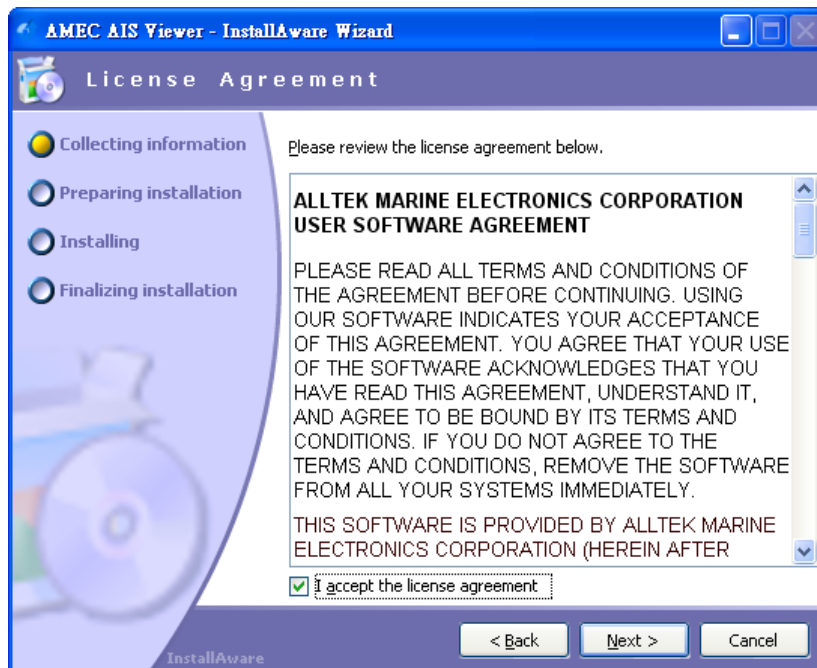 AMEC AIS Viewer - InstallAware Wizard
License Agreement
Collecting information
Preparing installation
Installing
Finalizing installation
Please review the license agreement below.
ALLTEK MARINE ELECTRONICS CORPORATION
USER SOFTWARE AGREEMENT
PLEASE READ ALL TERMS AND CONDITIONS OF
THE AGREEMENT BEFORE CONTINUING. USING
OUR SOFTWARE INDICATES YOUR ACCEPTANCE
OF THIS AGREEMENT. YOU AGREE THAT YOUR USE
OF THE SOFTWARE ACKNOWLEDGES THAT YOU
HAVE READ THIS AGREEMENT, UNDERSTAND IT,
AND AGREE TO BE BOUND BY ITS TERMS AND
CONDITIONS. IF YOU DO NOT AGREE TO THE
TERMS AND CONDITIONS, REMOVE THE SOFTWARE
FROM ALL YOUR SYSTEMS IMMEDIATELY.
THIS SOFTWARE IS PROVIDED BY ALLTEK MARINE
ELECTRONICS CORPORATION (HEREIN AFTER
I accept the license agreement
InstallAware
< Back
Next >
Cancel